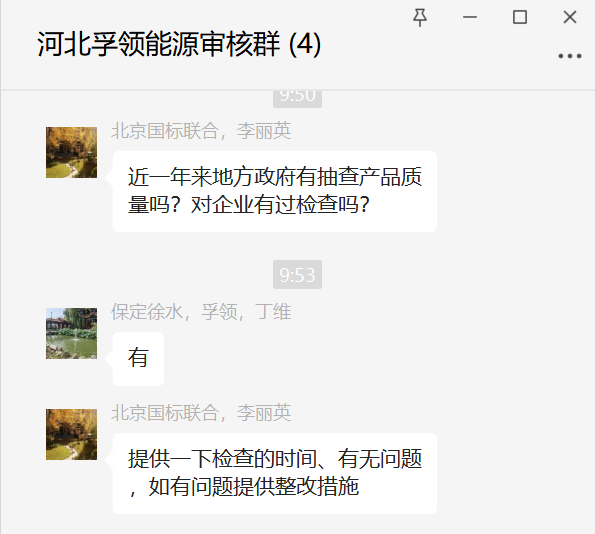 河北孚领能源审核群 (4)
9:50
北京国标联合，李丽英
近一年来地方政府有抽查产品质
量吗？对企业有过检查吗？
9:53
保定徐水，孚领，丁维
有
北京国标联合，李丽英
提供一下检查的时间、有无问题
，如有问题提供整改措施